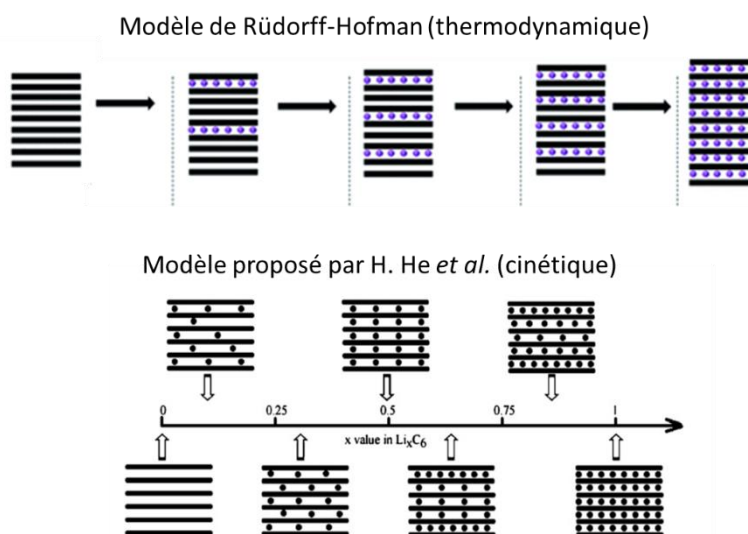 Modèle de Rüdorff-Hofman (thermodynamique)
Modèle proposé par H. He et al. (cinétique)
0 0.25 0.5 0.75 1
x value in LiₓC₆